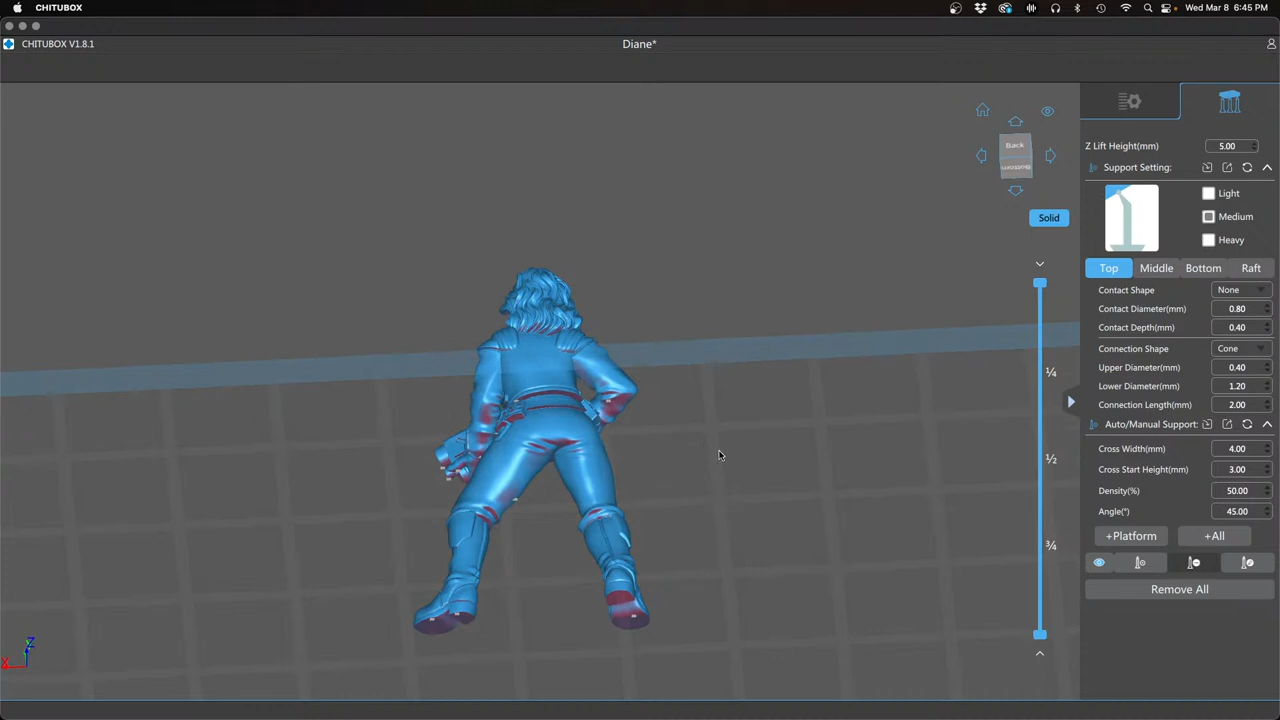 CHITUBOX
Wed Mar 8 6:45 PM
CHITUBOX V1.8.1
Diane*
Back
Solid
¼
½
¾
Z Lift Height(mm) 5.00
Support Setting:
Light
Medium
Heavy
Top Middle Bottom Raft
Contact Shape None
Contact Diameter(mm) 0.80
Contact Depth(mm) 0.40
Connection Shape Cone
Upper Diameter(mm) 0.40
Lower Diameter(mm) 1.20
Connection Length(mm) 2.00
Auto/Manual Support:
Cross Width(mm) 4.00
Cross Start Height(mm) 3.00
Density(%) 50.00
Angle(°) 45.00
+Platform +All
Remove All
Z
X